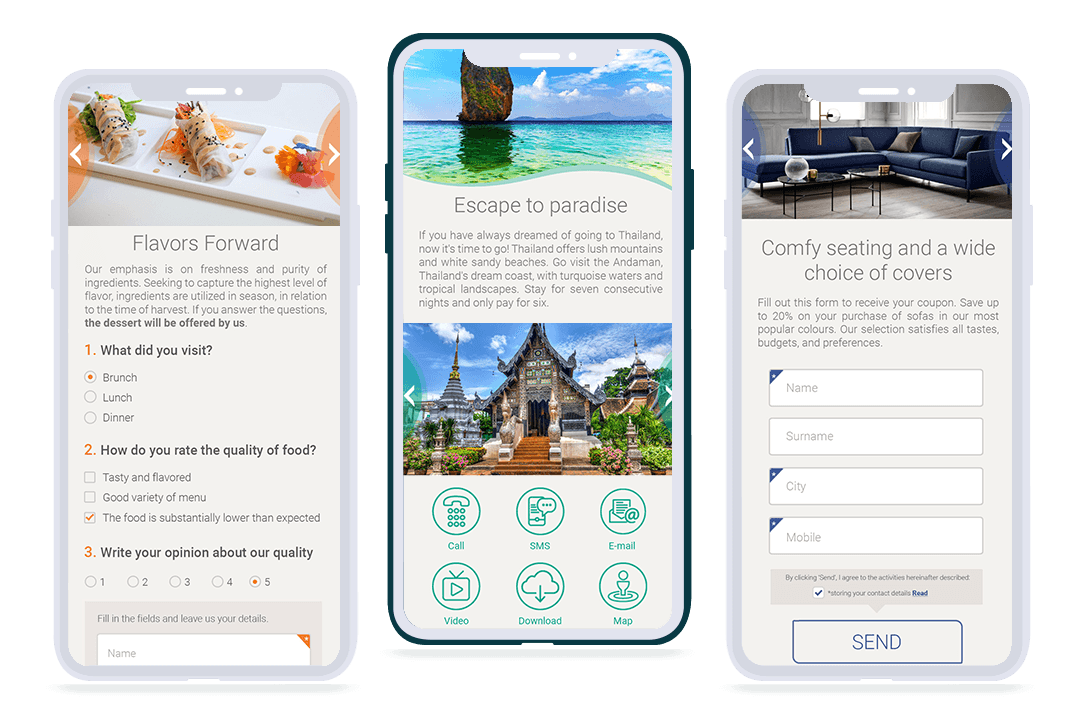 Flavors Forward
Our emphasis is on freshness and purity of
ingredients. Seeking to capture the highest level of
flavor, ingredients are utilized in season, in relation
to the time of harvest. If you answer the questions,
the dessert will be offered by us.
1. What did you visit?
Brunch
Lunch
Dinner
2. How do you rate the quality of food?
Tasty and flavored
Good variety of menu
The food is substantially lower than expected
3. Write your opinion about our quality
1 2 3 4 5
Fill in the fields and leave us your details.
Name
Escape to paradise
If you have always dreamed of going to Thailand,
now it's time to go! Thailand offers lush mountains
and white sandy beaches. Go visit the Andaman,
Thailand's dream coast, with turquoise waters and
tropical landscapes. Stay for seven consecutive
nights and only pay for six.
Call SMS E-mail
Video Download Map
Comfy seating and a wide
choice of covers
Fill out this form to receive your coupon. Save up
to 20% on your purchase of sofas in our most
popular colours. Our selection satisfies all tastes,
budgets, and preferences.
Name
Surname
City
Mobile
By clicking 'Send', I agree to the activities hereinafter described:
*storing your contact details Read
SEND